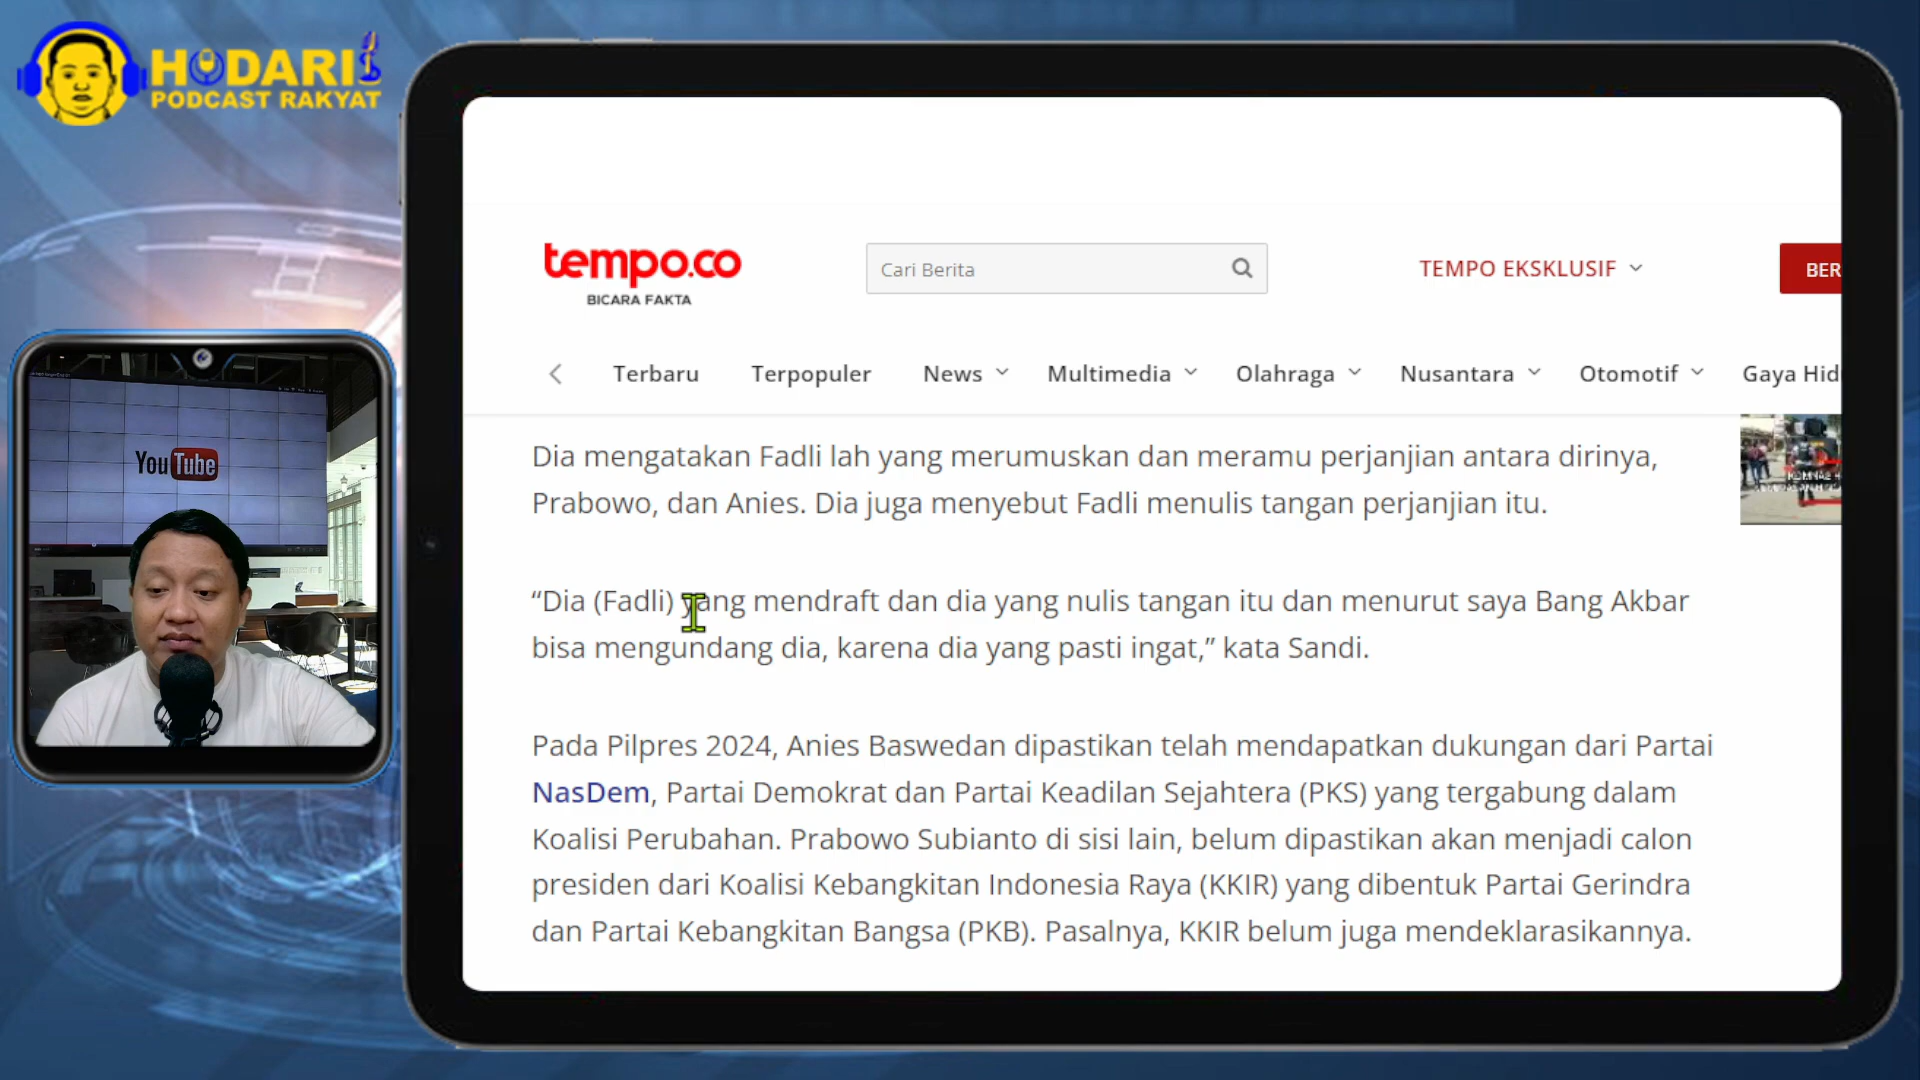 HODARI
PODCAST RAKYAT
YouTube
tempo.co
BICARA FAKTA
Cari Berita
TEMPO EKSKLUSIF
BER
Terbaru
Terpopuler
News
Multimedia
Olahraga
Nusantara
Otomotif
Gaya Hid
Dia mengatakan Fadli lah yang merumuskan dan meramu perjanjian antara dirinya,
Prabowo, dan Anies. Dia juga menyebut Fadli menulis tangan perjanjian itu.
“Dia (Fadli) yang mendraft dan dia yang nulis tangan itu dan menurut saya Bang Akbar
bisa mengundang dia, karena dia yang pasti ingat,” kata Sandi.
Pada Pilpres 2024, Anies Baswedan dipastikan telah mendapatkan dukungan dari Partai
NasDem, Partai Demokrat dan Partai Keadilan Sejahtera (PKS) yang tergabung dalam
Koalisi Perubahan. Prabowo Subianto di sisi lain, belum dipastikan akan menjadi calon
presiden dari Koalisi Kebangkitan Indonesia Raya (KKIR) yang dibentuk Partai Gerindra
dan Partai Kebangkitan Bangsa (PKB). Pasalnya, KKIR belum juga mendeklarasikannya.